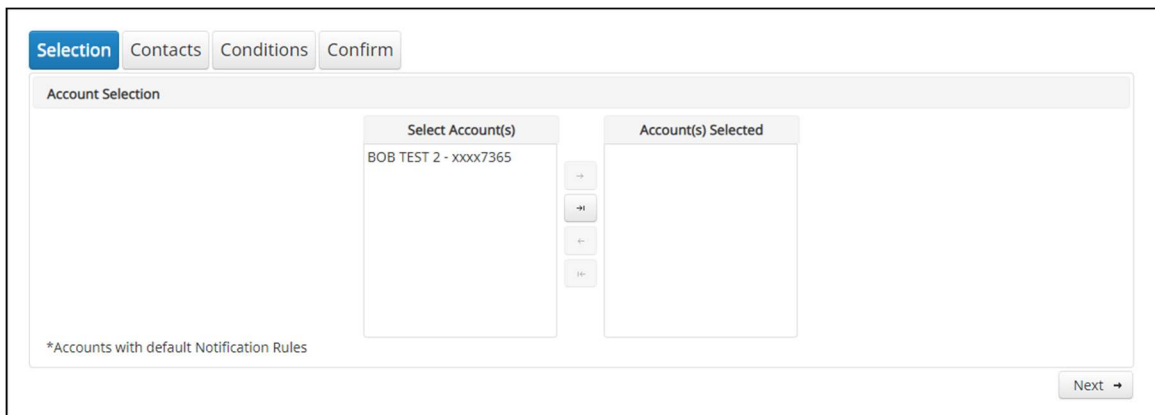 Selection Contacts Conditions Confirm
Account Selection
Select Account(s) Account(s) Selected
BOB TEST 2 - xxxx7365
*Accounts with default Notification Rules
Next →